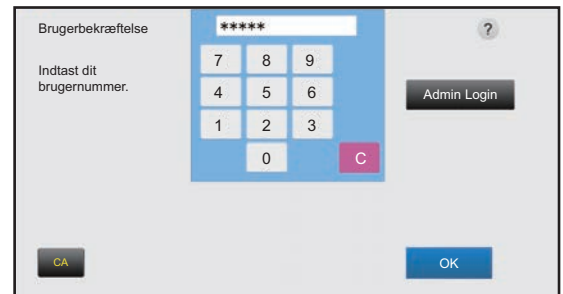 Brugerbekræftelse
*****
?
Indtast dit
brugernummer.
7 8 9
4 5 6
1 2 3
0 C
Admin Login
CA
OK